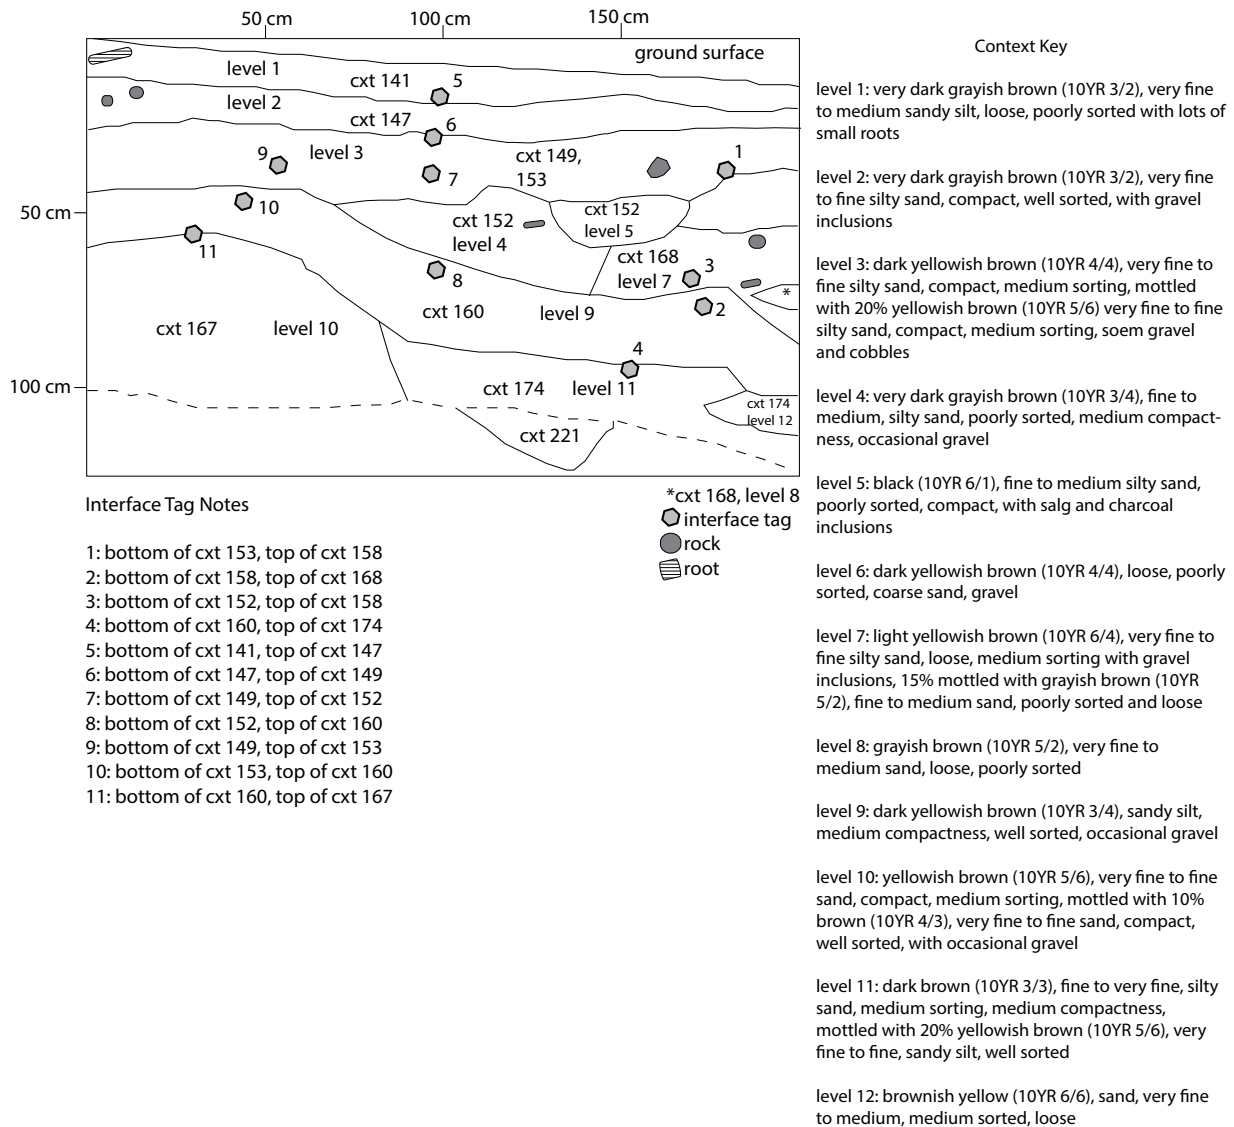 50 cm
100 cm
150 cm
ground surface
level 1
cxt 141
5
level 2
cxt 147
6
9
level 3
cxt 149,
153
1
7
50 cm
10
cxt 152
level 4
cxt 152
level 5
11
8
cxt 168
level 7
3
*
2
cxt 160
level 9
cxt 167
level 10
4
100 cm
cxt 174
level 11
cxt 174
level 12
cxt 221
*cxt 168, level 8
interface tag
rock
root
Interface Tag Notes
1: bottom of cxt 153, top of cxt 158
2: bottom of cxt 158, top of cxt 168
3: bottom of cxt 152, top of cxt 158
4: bottom of cxt 160, top of cxt 174
5: bottom of cxt 141, top of cxt 147
6: bottom of cxt 147, top of cxt 149
7: bottom of cxt 149, top of cxt 152
8: bottom of cxt 152, top of cxt 160
9: bottom of cxt 149, top of cxt 153
10: bottom of cxt 153, top of cxt 160
11: bottom of cxt 160, top of cxt 167
Context Key
level 1: very dark grayish brown (10YR 3/2), very fine
to medium sandy silt, loose, poorly sorted with lots of
small roots
level 2: very dark grayish brown (10YR 3/2), very fine
to fine silty sand, compact, well sorted, with gravel
inclusions
level 3: dark yellowish brown (10YR 4/4), very fine to
fine silty sand, compact, medium sorting, mottled
with 20% yellowish brown (10YR 5/6) very fine to fine
silty sand, compact, medium sorting, soem gravel
and cobbles
level 4: very dark grayish brown (10YR 3/4), fine to
medium, silty sand, poorly sorted, medium compact-
ness, occasional gravel
level 5: black (10YR 6/1), fine to medium silty sand,
poorly sorted, compact, with salg and charcoal
inclusions
level 6: dark yellowish brown (10YR 4/4), loose, poorly
sorted, coarse sand, gravel
level 7: light yellowish brown (10YR 6/4), very fine to
fine silty sand, loose, medium sorting with gravel
inclusions, 15% mottled with grayish brown (10YR
5/2), fine to medium sand, poorly sorted and loose
level 8: grayish brown (10YR 5/2), very fine to
medium sand, loose, poorly sorted
level 9: dark yellowish brown (10YR 3/4), sandy silt,
medium compactness, well sorted, occasional gravel
level 10: yellowish brown (10YR 5/6), very fine to fine
sand, compact, medium sorting, mottled with 10%
brown (10YR 4/3), very fine to fine sand, compact,
well sorted, with occasional gravel
level 11: dark brown (10YR 3/3), fine to very fine, silty
sand, medium sorting, medium compactness,
mottled with 20% yellowish brown (10YR 5/6), very
fine to fine, sandy silt, well sorted
level 12: brownish yellow (10YR 6/6), sand, very fine
to medium, medium sorted, loose